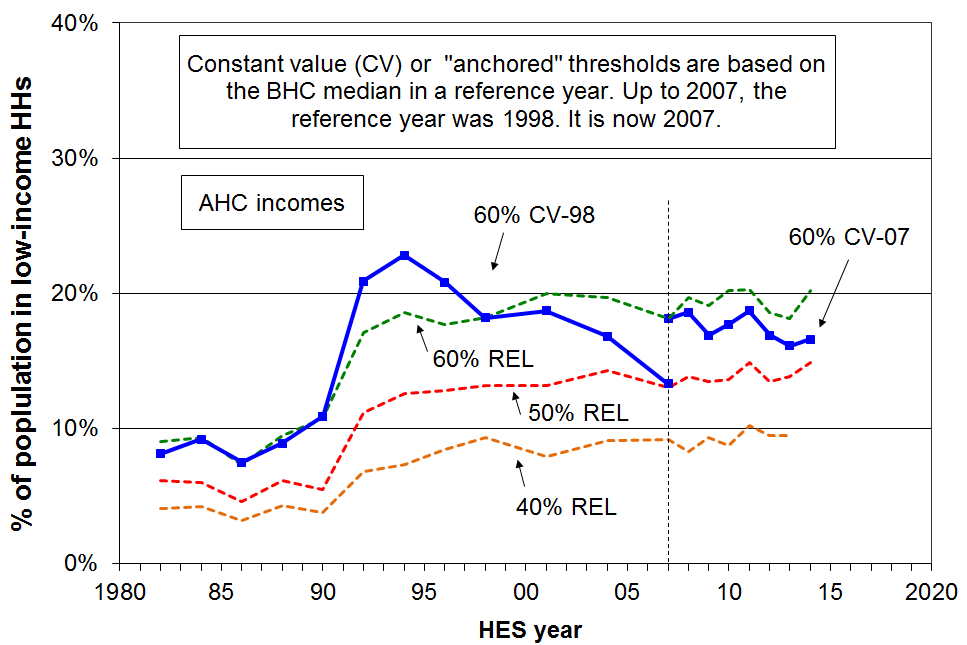 40%
Constant value (CV) or "anchored" thresholds are based on
the BHC median in a reference year. Up to 2007, the
reference year was 1998. It is now 2007.
30%
AHC incomes
60% CV-98
60% CV-07
20%
60% REL
50% REL
10%
40% REL
0%
1980 85 90 95 00 05 10 15 2020
HES year
% of poplulation in low-income HHs